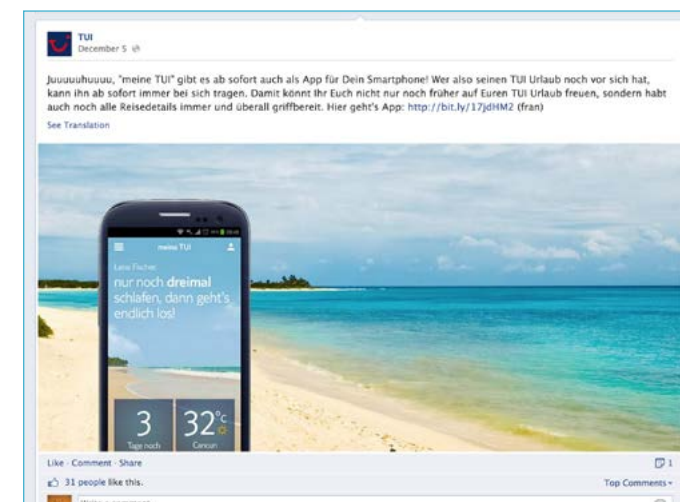 TUI
December 5
Juuuuuhuuuu, "meine TUI" gibt es ab sofort auch als App für Dein Smartphone! Wer also seinen TUI Urlaub noch vor sich hat,
kann ihn ab sofort immer bei sich tragen. Damit könnt Ihr Euch nicht nur noch früher auf Euren TUI Urlaub freuen, sondern habt
auch noch alle Reisedetails immer und überall griffbereit. Hier geht's App: http://bit.ly/17jdHM2 (fran)
See Translation
meine TUI
Lena Fischer,
nur noch dreimal
schlafen, dann geht's
endlich los!
3
Tage noch
32°c
Cancun
Like · Comment · Share
1
31 people like this.
Top Comments